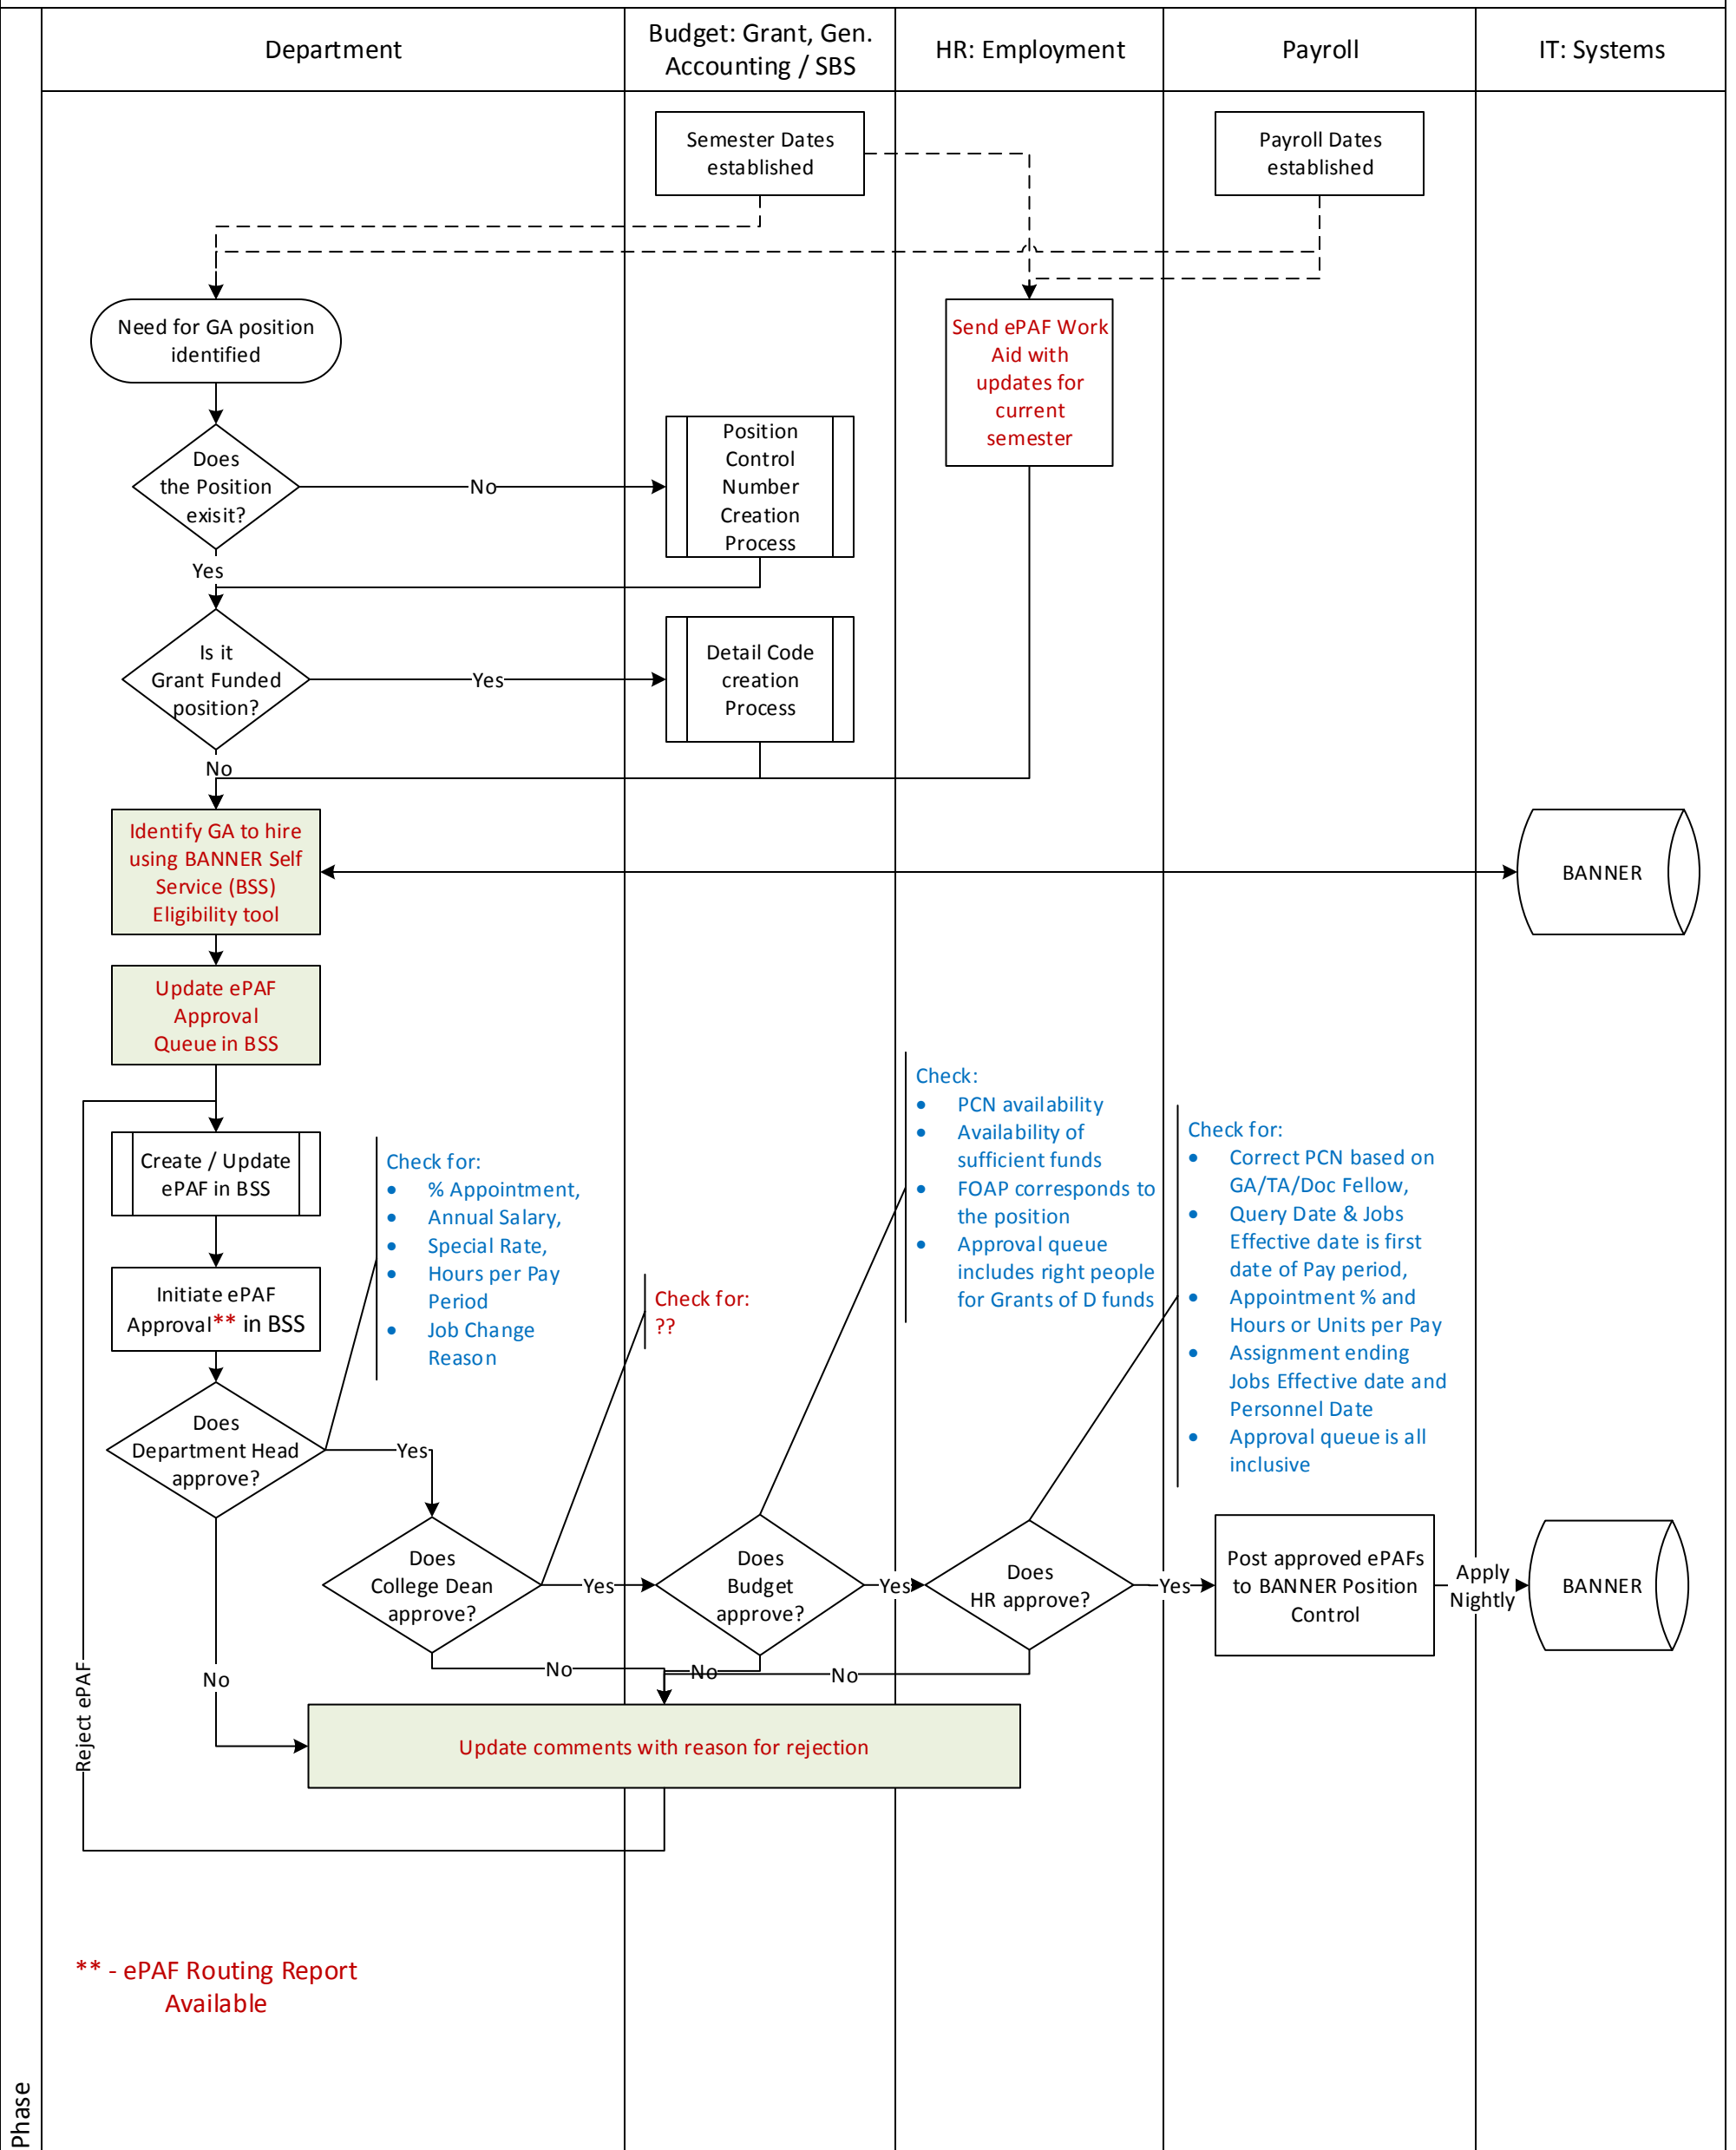 Department
Budget: Grant, Gen.
Accounting / SBS
HR: Employment
Payroll
IT: Systems
Semester Dates
established
Payroll Dates
established
Need for GA position
identified
Send ePAF Work
Aid with
updates for
current
semester
Does
the Position
exisit?
No
Position
Control
Number
Creation
Process
Yes
Is it
Grant Funded
position?
Yes
Detail Code
creation
Process
No
Identify GA to hire
using BANNER Self
Service (BSS)
Eligibility tool
BANNER
Update ePAF
Approval
Queue in BSS
Create / Update
ePAF in BSS
Initiate ePAF
Approval** in BSS
Check for:
• % Appointment,
• Annual Salary,
• Special Rate,
• Hours per Pay
Period
• Job Change
Reason
Check for:
??
Check:
• PCN availability
• Availability of
sufficient funds
• FOAP corresponds to
the position
• Approval queue
includes right people
for Grants of D funds
Check for:
• Correct PCN based on
GA/TA/Doc Fellow,
• Query Date & Jobs
Effective date is first
date of Pay period,
• Appointment % and
Hours or Units per Pay
• Assignment ending
Jobs Effective date and
Personnel Date
• Approval queue is all
inclusive
Does
Department Head
approve?
Yes
Does
College Dean
approve?
Yes
Does
Budget
approve?
Yes
Does
HR approve?
Yes
Post approved ePAFs
to BANNER Position
Control
Apply
Nightly
BANNER
No
No
No
No
Reject ePAF
Update comments with reason for rejection
** - ePAF Routing Report
Available
Phase